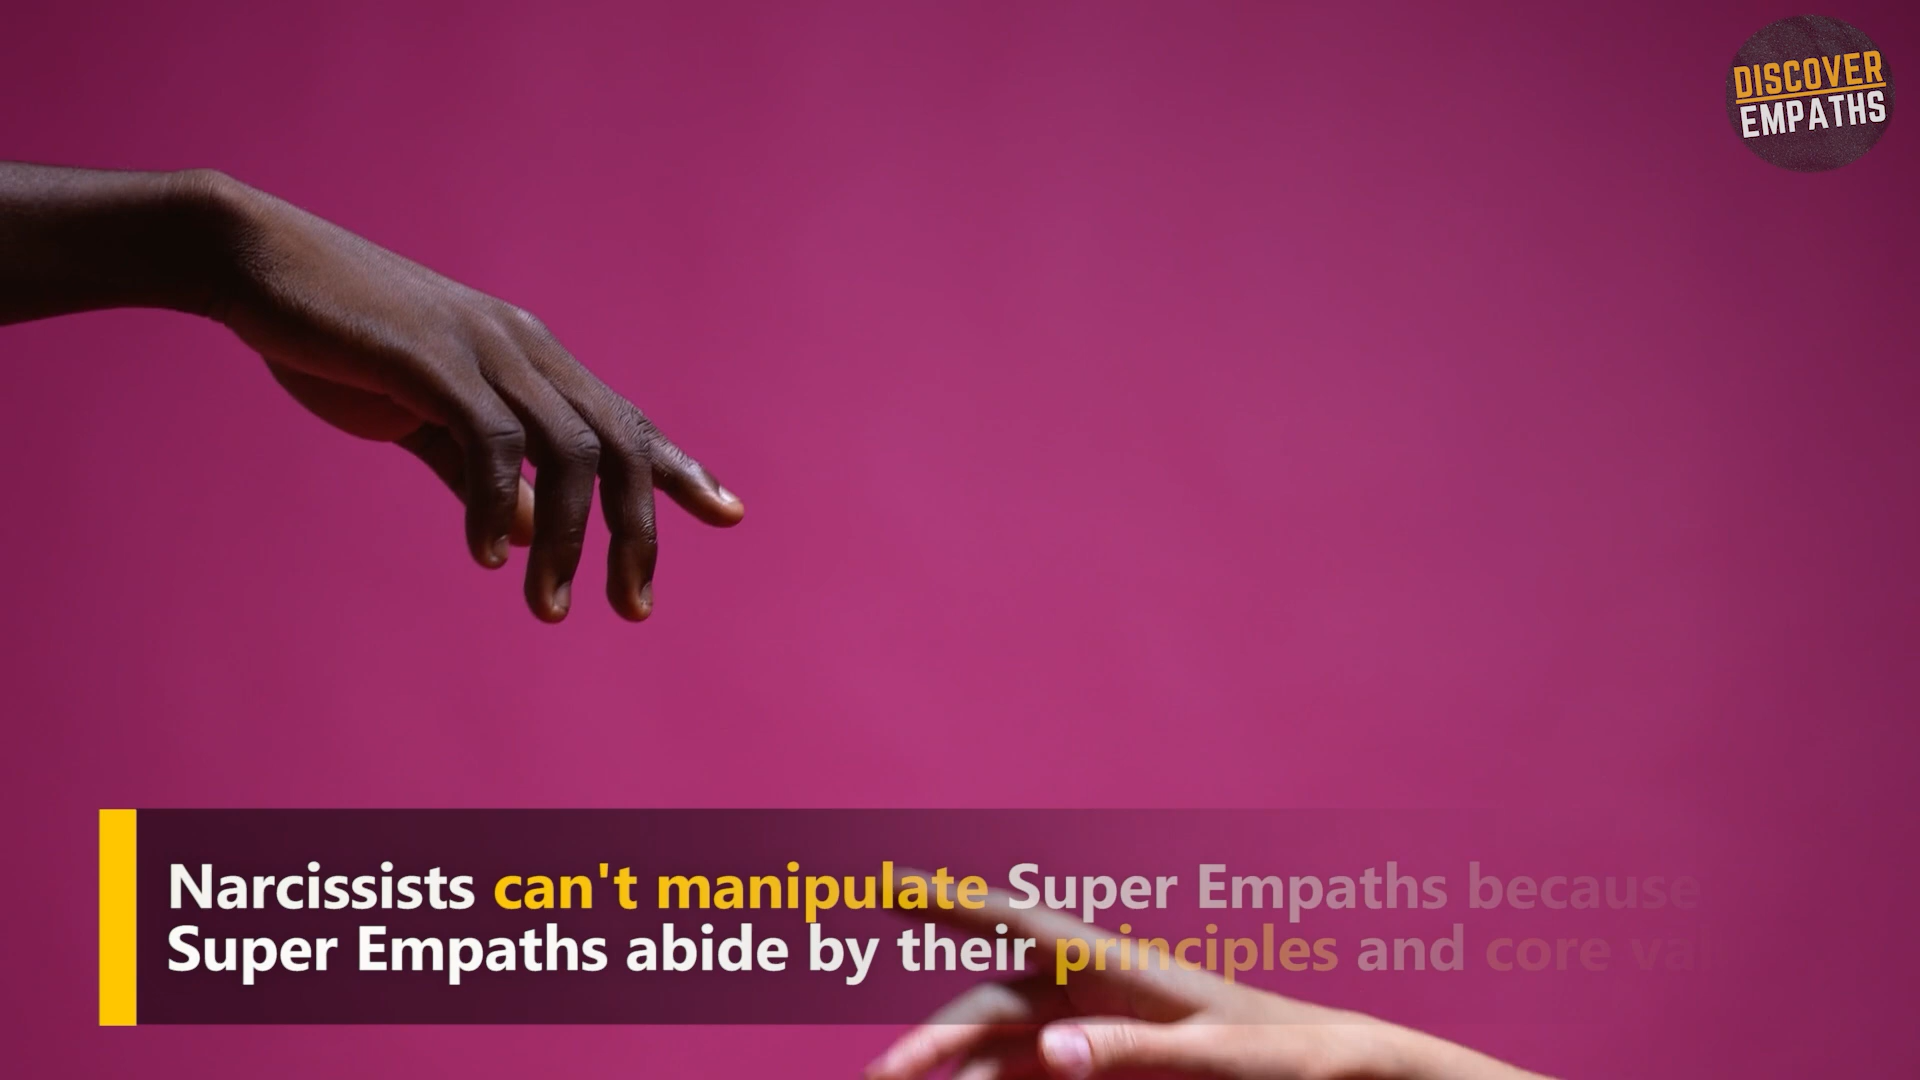 DISCOVER
EMPATHS
Narcissists can't manipulate Super Empaths because
Super Empaths abide by their principles and core